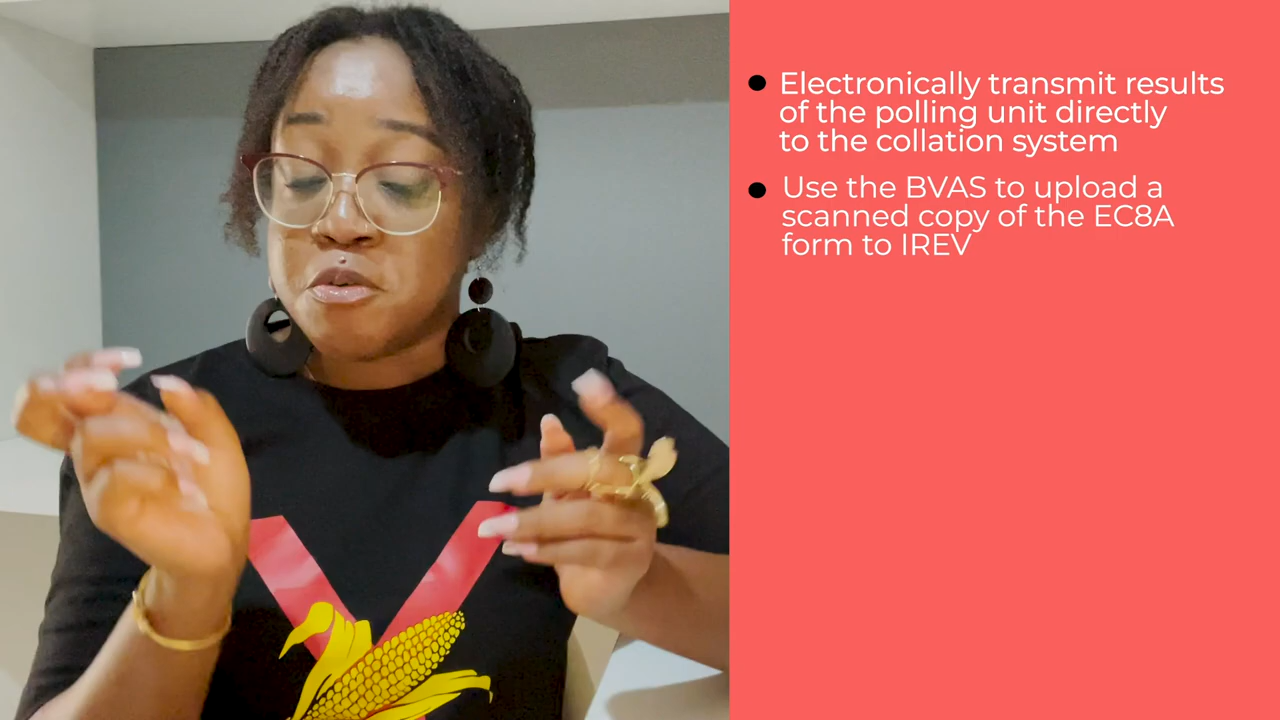 Electronically transmit results
of the polling unit directly
to the collation system
Use the BVAS to upload a
scanned copy of the EC8A
form to IREV